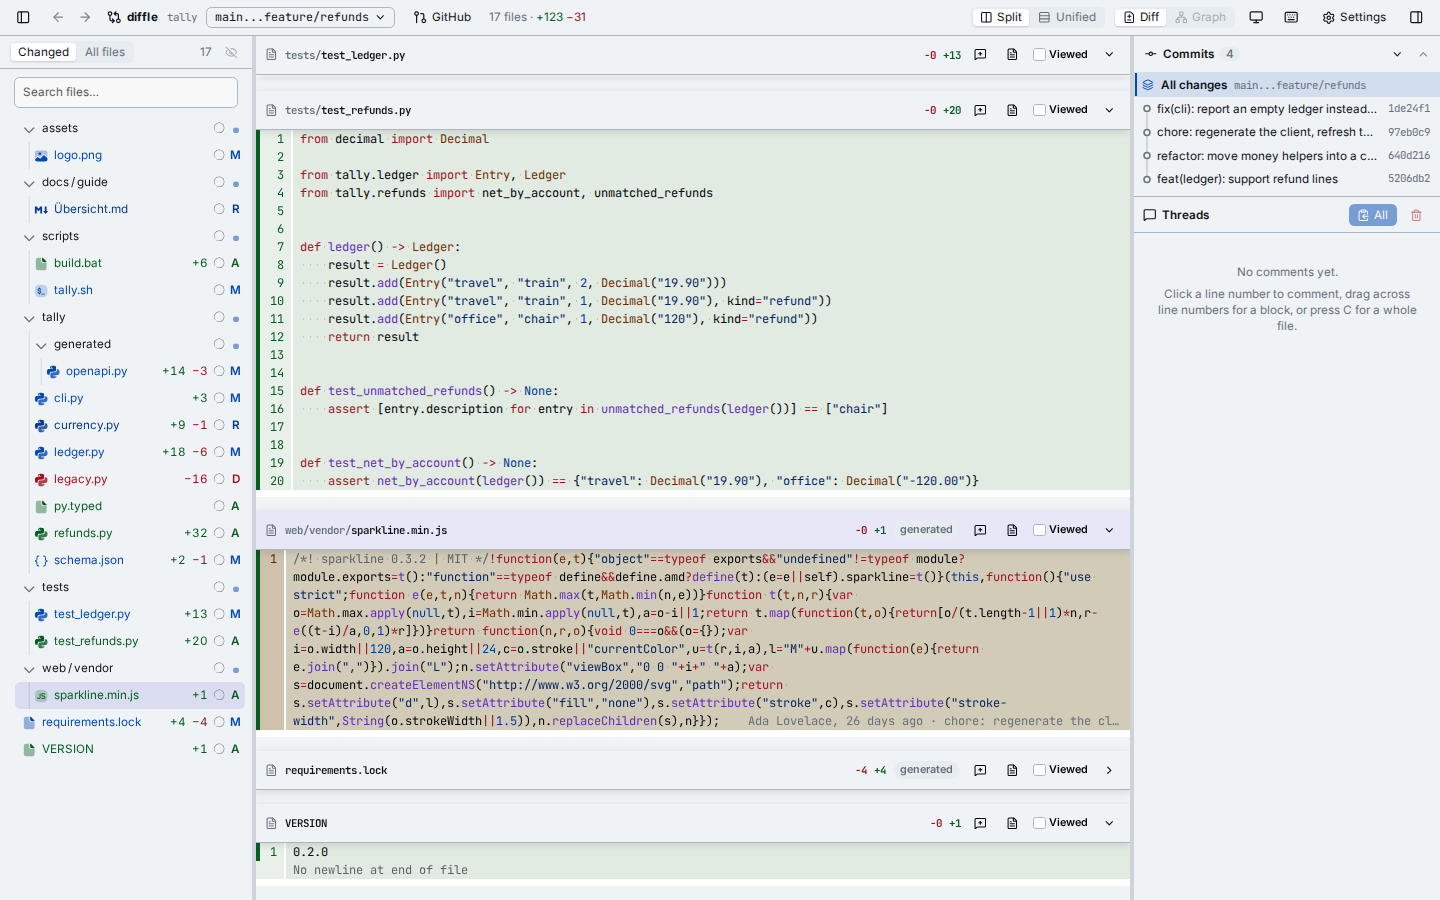 diffle tally main...feature/refunds GitHub 17 files · +123 −31 Split Unified Diff Graph Settings
Changed All files 17
Search files...
assets
logo.png M
docs/guide
Übersicht.md R
scripts
build.bat +6 A
tally.sh M
tally
generated
openapi.py +14 −3 M
cli.py +3 M
currency.py +9 −1 R
ledger.py +18 −6 M
legacy.py −16 D
py.typed A
refunds.py +32 A
schema.json +2 −1 M
tests
test_ledger.py +13 M
test_refunds.py +20 A
web/vendor
sparkline.min.js +1 A
requirements.lock +4 −4 M
VERSION +1 A
tests/test_ledger.py -0 +13 Viewed
tests/test_refunds.py -0 +20 Viewed
1 from decimal import Decimal
2
3 from tally.ledger import Entry, Ledger
4 from tally.refunds import net_by_account, unmatched_refunds
5
6
7 def ledger() -> Ledger:
8 ····result = Ledger()
9 ····result.add(Entry("travel", "train", 2, Decimal("19.90")))
10 ····result.add(Entry("travel", "train", 1, Decimal("19.90"), kind="refund"))
11 ····result.add(Entry("office", "chair", 1, Decimal("120"), kind="refund"))
12 ····return result
13
14
15 def test_unmatched_refunds() -> None:
16 ····assert [entry.description for entry in unmatched_refunds(ledger())] == ["chair"]
17
18
19 def test_net_by_account() -> None:
20 ····assert net_by_account(ledger()) == {"travel": Decimal("19.90"), "office": Decimal("-120.00")}
web/vendor/sparkline.min.js -0 +1 generated Viewed
1 /*! sparkline 0.3.2 | MIT */!function(e,t){"object"==typeof exports&&"undefined"!=typeof module?
module.exports=t():"function"==typeof define&&define.amd?define(t):(e=e||self).sparkline=t()}(this,function(){"use
strict";function e(e,t,n){return Math.max(t,Math.min(n,e))}function t(t,n,r){var
o=Math.max.apply(null,t),i=Math.min.apply(null,t),a=o-i||1;return t.map(function(t,o){return[o/(t.length-1||1)*n,r-
e((t-i)/a,0,1)*r]})}return function(n,r,o){void 0===o&&(o={});var
i=o.width||120,a=o.height||24,c=o.stroke||"currentColor",u=t(r,i,a),l="M"+u.map(function(e){return
e.join(",")}).join("L");n.setAttribute("viewBox","0 0 "+i+" "+a);var
s=document.createElementNS("http://www.w3.org/2000/svg","path");return
s.setAttribute("d",l),s.setAttribute("fill","none"),s.setAttribute("stroke",c),s.setAttribute("stroke-
width",String(o.strokeWidth||1.5)),n.replaceChildren(s),n}}); Ada Lovelace, 26 days ago · chore: regenerate the cl…
requirements.lock -4 +4 generated Viewed
VERSION -0 +1 Viewed
1 0.2.0
No newline at end of file
Commits 4
All changes main...feature/refunds
fix(cli): report an empty ledger instead... 1de24f1
chore: regenerate the client, refresh t... 97eb0c9
refactor: move money helpers into a c... 640d216
feat(ledger): support refund lines 5206db2
Threads All
No comments yet.
Click a line number to comment, drag across
line numbers for a block, or press C for a whole
file.